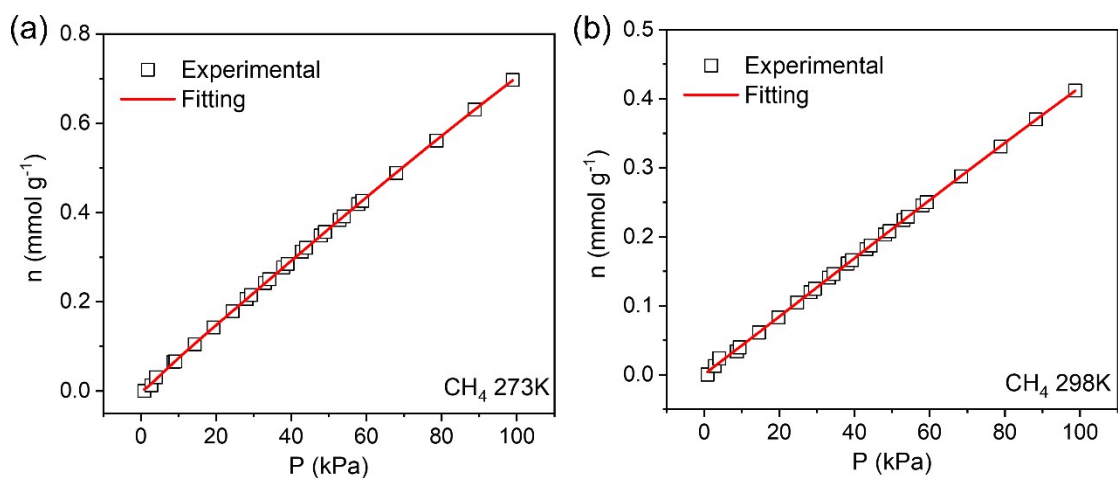 (a)
0.8
0.6
0.4
0.2
0.0
n (mmol g⁻¹)
Experimental
Fitting
CH₄ 273K
0 20 40 60 80 100
P (kPa)
(b)
0.5
0.4
0.3
0.2
0.1
0.0
n (mmol g⁻¹)
Experimental
Fitting
CH₄ 298K
0 20 40 60 80 100
P (kPa)